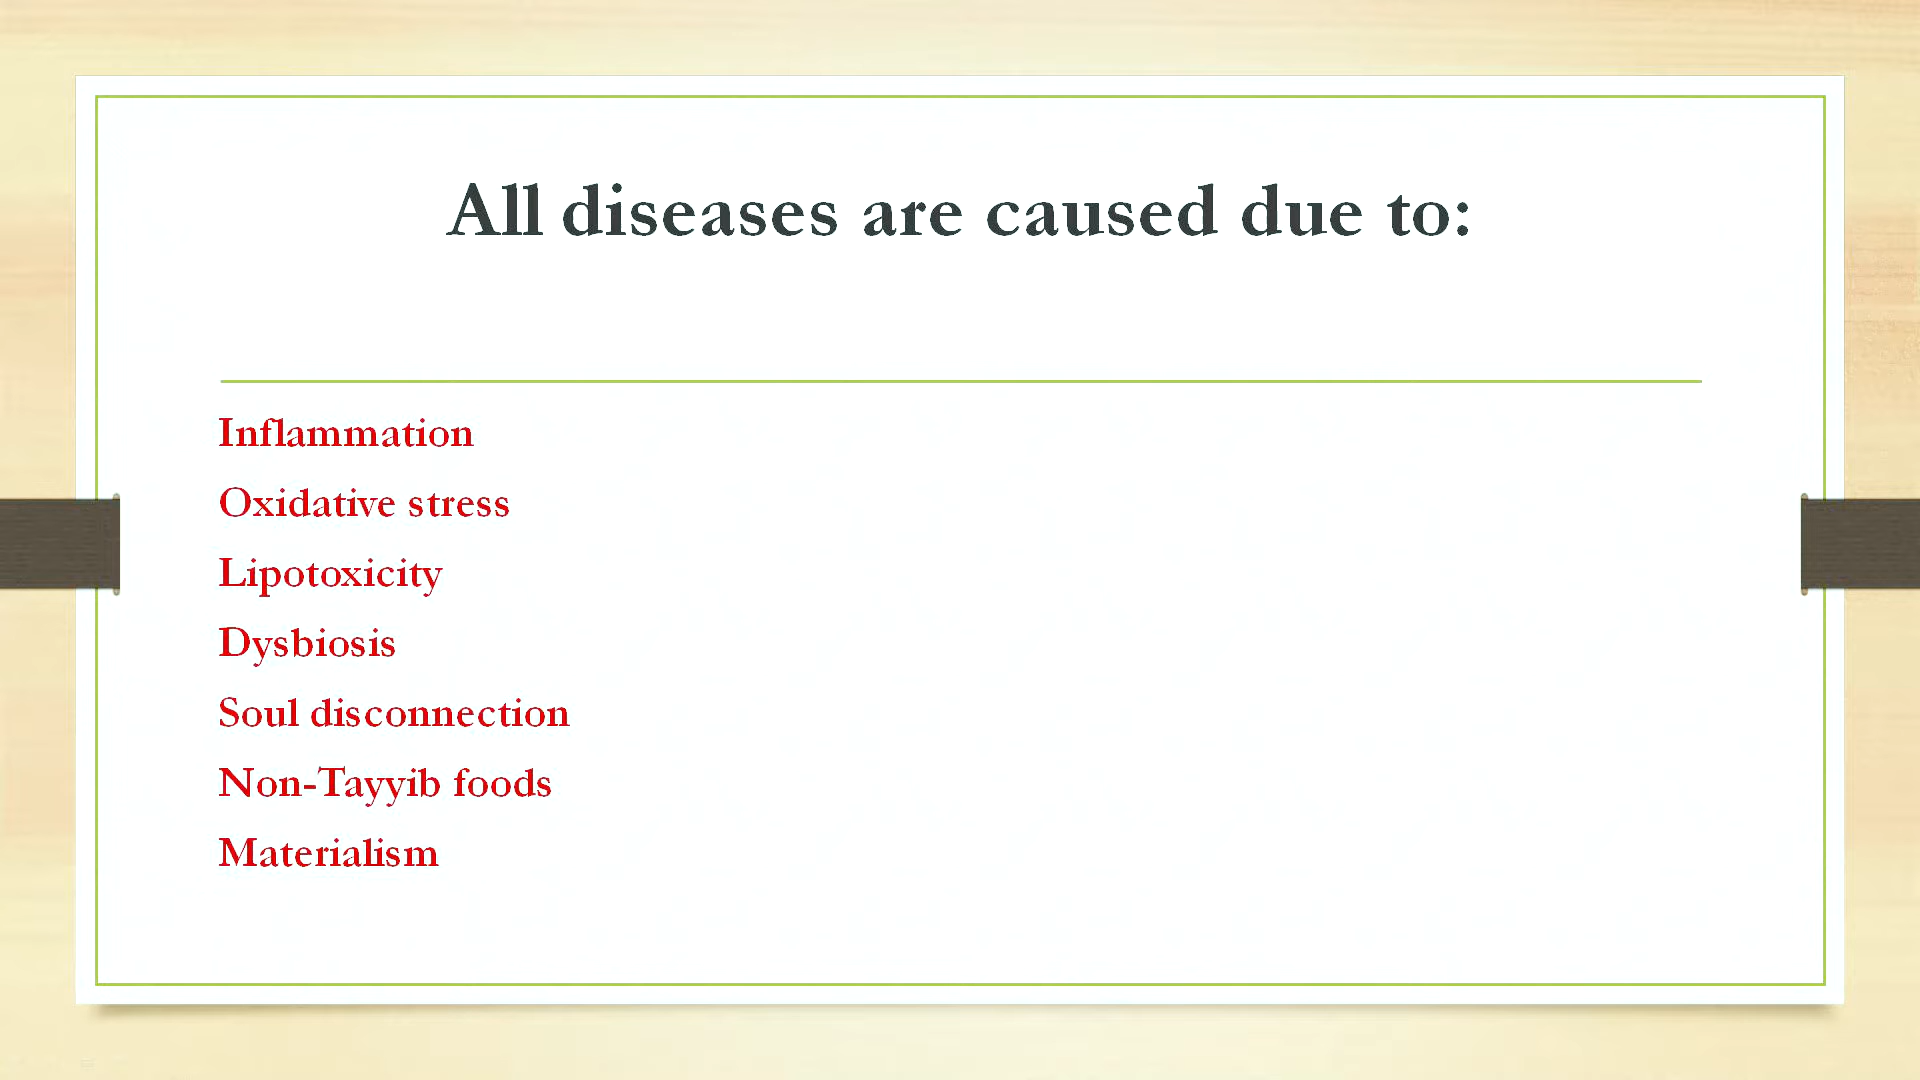 All diseases are caused due to:
Inflammation
Oxidative stress
Lipotoxicity
Dysbiosis
Soul disconnection
Non-Tayyib foods
Materialism